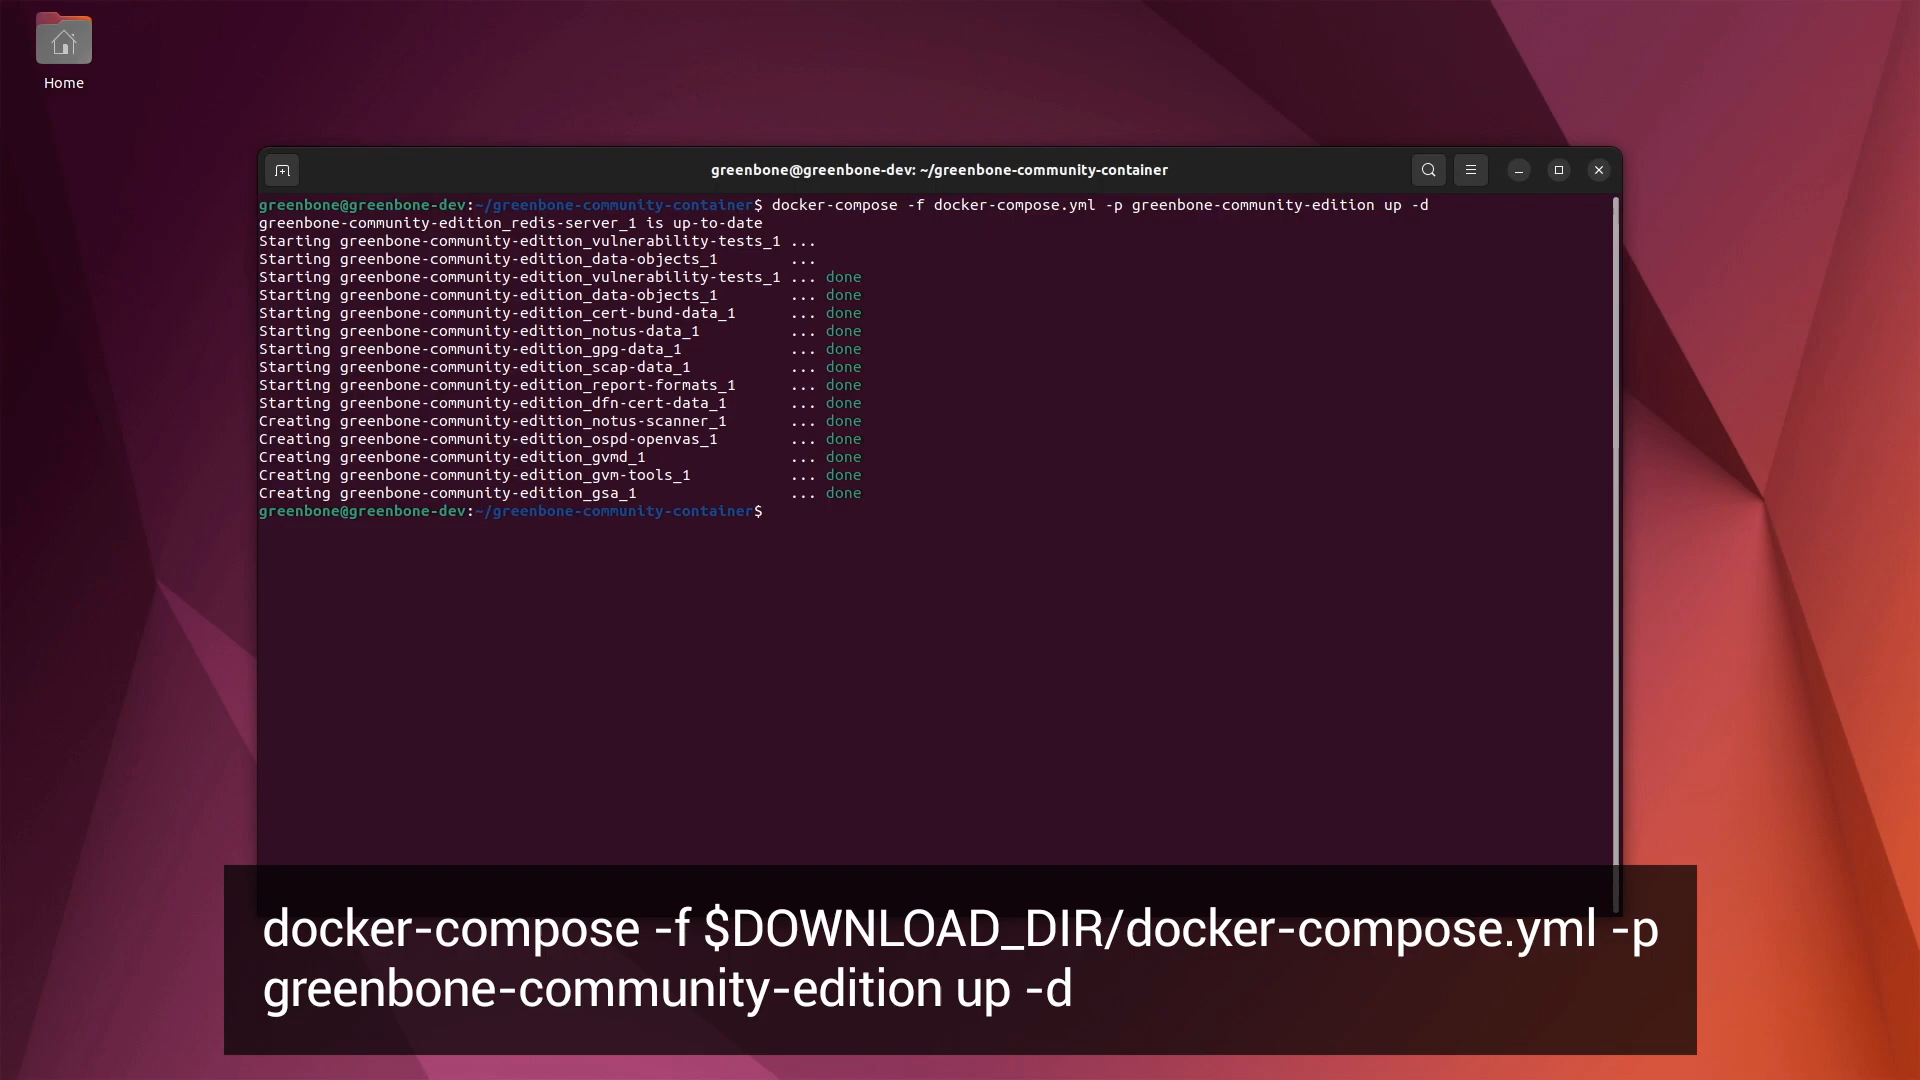 Home
greenbone@greenbone-dev: ~/greenbone-community-container
greenbone@greenbone-dev:~/greenbone-community-container$ docker-compose -f docker-compose.yml -p greenbone-community-edition up -d
greenbone-community-edition_redis-server_1 is up-to-date
Starting greenbone-community-edition_vulnerability-tests_1 ...
Starting greenbone-community-edition_data-objects_1        ...
Starting greenbone-community-edition_vulnerability-tests_1 ... done
Starting greenbone-community-edition_data-objects_1        ... done
Starting greenbone-community-edition_cert-bund-data_1      ... done
Starting greenbone-community-edition_notus-data_1          ... done
Starting greenbone-community-edition_gpg-data_1            ... done
Starting greenbone-community-edition_scap-data_1           ... done
Starting greenbone-community-edition_report-formats_1      ... done
Starting greenbone-community-edition_dfn-cert-data_1       ... done
Creating greenbone-community-edition_notus-scanner_1       ... done
Creating greenbone-community-edition_ospd-openvas_1        ... done
Creating greenbone-community-edition_gvmd_1                ... done
Creating greenbone-community-edition_gvm-tools_1           ... done
Creating greenbone-community-edition_gsa_1                 ... done
greenbone@greenbone-dev:~/greenbone-community-container$
docker-compose -f $DOWNLOAD_DIR/docker-compose.yml -p
greenbone-community-edition up -d